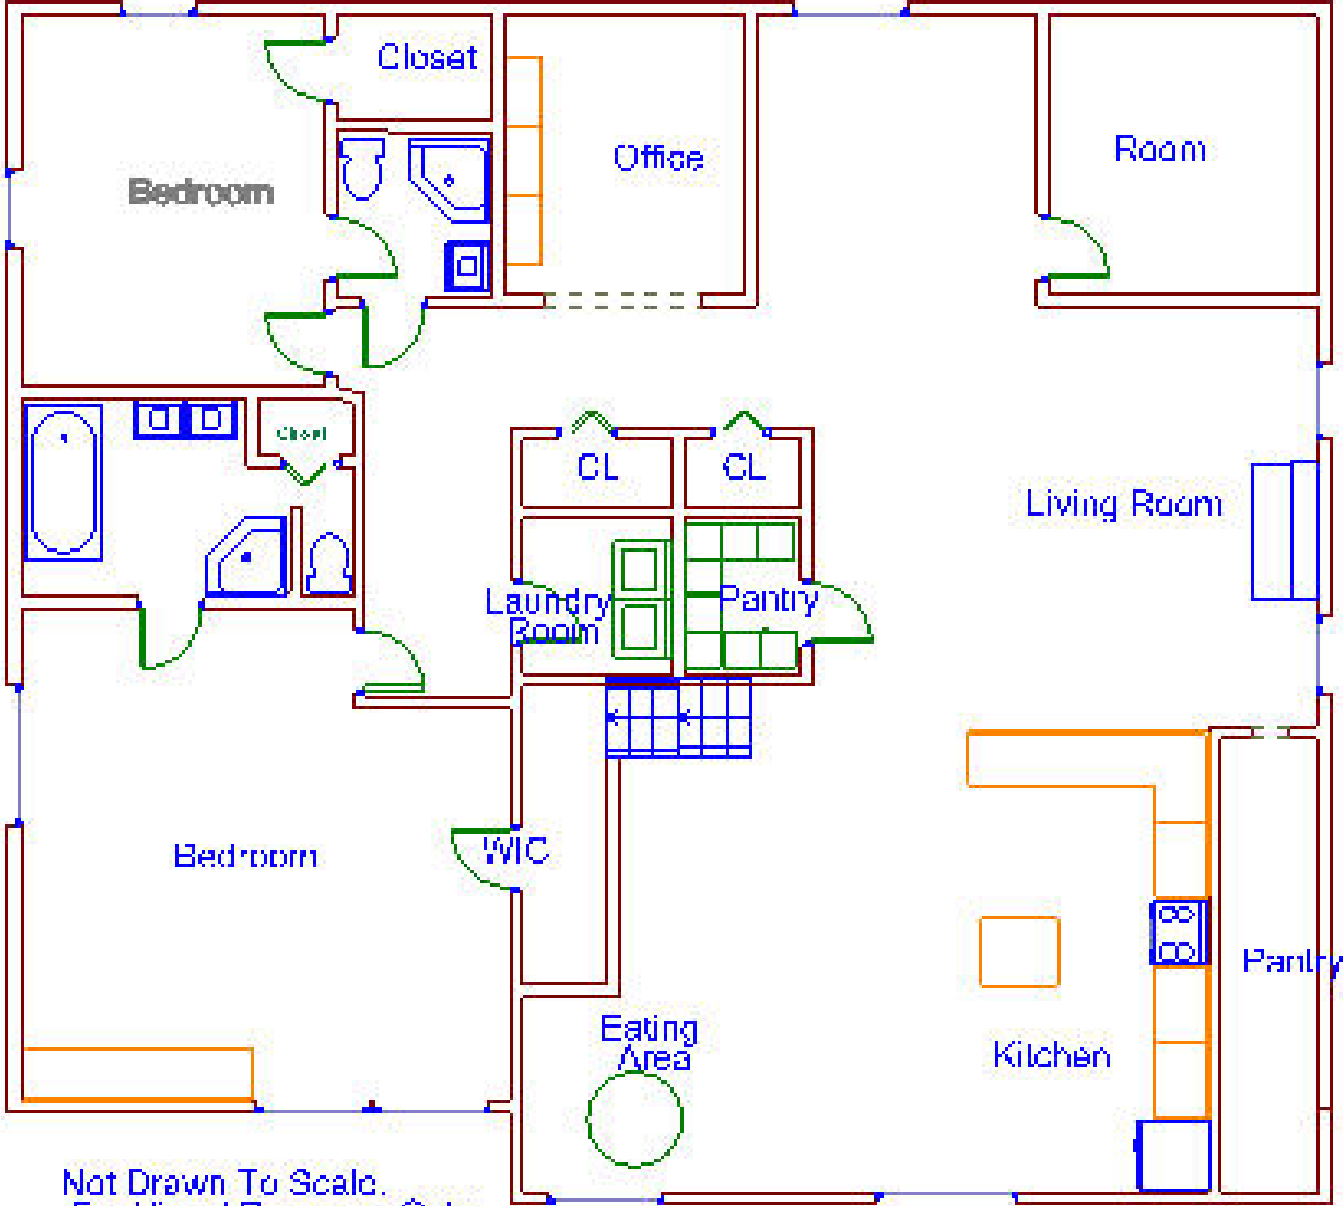 Closet
Office
Room
Bedroom
Closet
CL
CL
Living Room
Laundry
Room
Pantry
Bedroom
WIC
Pantry
Eating
Area
Kitchen
Not Drawn To Scale.